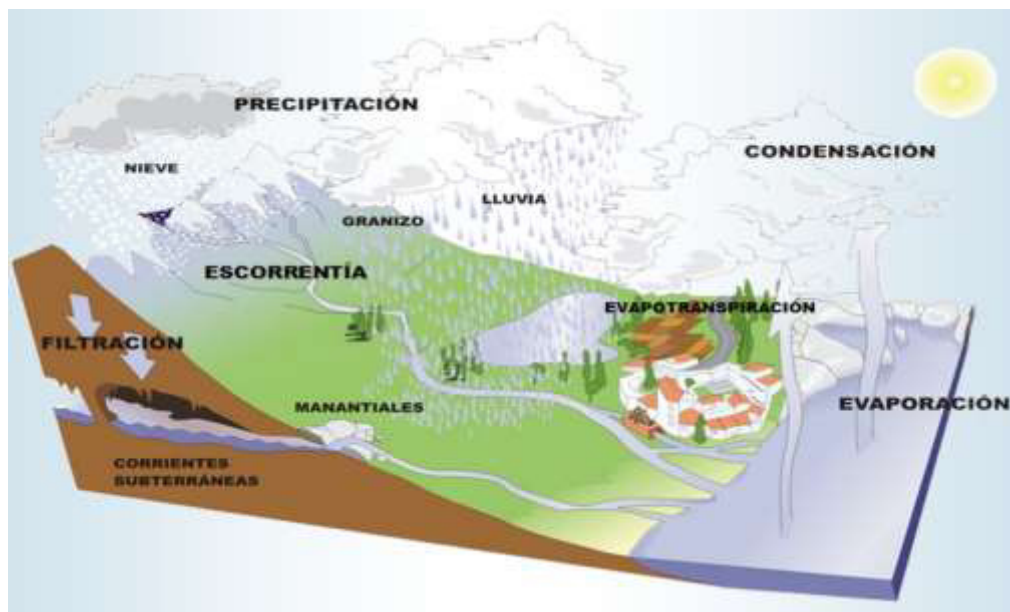 PRECIPITACIÓN
CONDENSACIÓN
NIEVE
LLUVIA
GRANIZO
ESCORRENTÍA
EVAPOTRANSPIRACIÓN
FILTRACIÓN
EVAPORACIÓN
MANANTIALES
CORRIENTES
SUBTERRÁNEAS